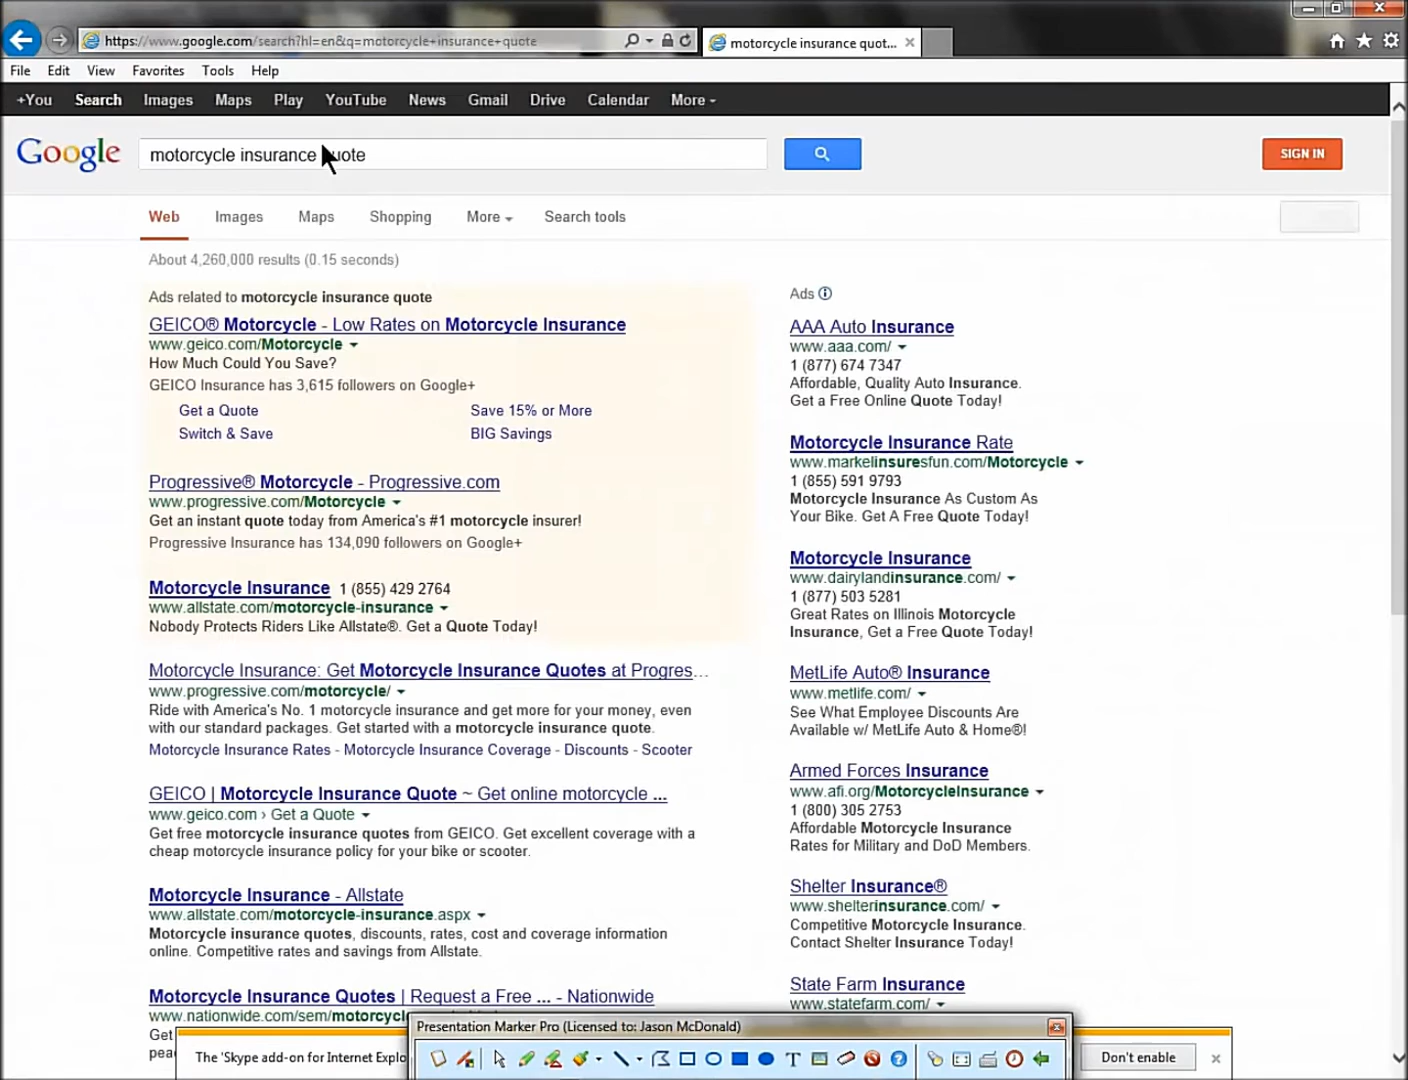 https://www.google.com/search?hl=en&q=motorcycle+insurance+quote
motorcycle insurance quot...
File Edit View Favorites Tools Help
+You Search Images Maps Play YouTube News Gmail Drive Calendar More
Google
motorcycle insurance quote
SIGN IN
Web Images Maps Shopping More Search tools
About 4,260,000 results (0.15 seconds)
Ads related to motorcycle insurance quote
GEICO® Motorcycle - Low Rates on Motorcycle Insurance
www.geico.com/Motorcycle
How Much Could You Save?
GEICO Insurance has 3,615 followers on Google+
Get a Quote Save 15% or More
Switch & Save BIG Savings
Progressive® Motorcycle - Progressive.com
www.progressive.com/Motorcycle
Get an instant quote today from America's #1 motorcycle insurer!
Progressive Insurance has 134,090 followers on Google+
Motorcycle Insurance 1 (855) 429 2764
www.allstate.com/motorcycle-insurance
Nobody Protects Riders Like Allstate®. Get a Quote Today!
Motorcycle Insurance: Get Motorcycle Insurance Quotes at Progres...
www.progressive.com/motorcycle/
Ride with America's No. 1 motorcycle insurance and get more for your money, even
with our standard packages. Get started with a motorcycle insurance quote.
Motorcycle Insurance Rates - Motorcycle Insurance Coverage - Discounts - Scooter
GEICO | Motorcycle Insurance Quote ~ Get online motorcycle ...
www.geico.com › Get a Quote
Get free motorcycle insurance quotes from GEICO. Get excellent coverage with a
cheap motorcycle insurance policy for your bike or scooter.
Motorcycle Insurance - Allstate
www.allstate.com/motorcycle-insurance.aspx
Motorcycle insurance quotes, discounts, rates, cost and coverage information
online. Competitive rates and savings from Allstate.
Motorcycle Insurance Quotes | Request a Free ... - Nationwide
www.nationwide.com/sem/motorcycl
Get
pea
Ads
AAA Auto Insurance
www.aaa.com/
1 (877) 674 7347
Affordable, Quality Auto Insurance.
Get a Free Online Quote Today!
Motorcycle Insurance Rate
www.markelinsuresfun.com/Motorcycle
1 (855) 591 9793
Motorcycle Insurance As Custom As
Your Bike. Get A Free Quote Today!
Motorcycle Insurance
www.dairylandinsurance.com/
1 (877) 503 5281
Great Rates on Illinois Motorcycle
Insurance, Get a Free Quote Today!
MetLife Auto® Insurance
www.metlife.com/
See What Employee Discounts Are
Available w/ MetLife Auto & Home®!
Armed Forces Insurance
www.afi.org/MotorcycleInsurance
1 (800) 305 2753
Affordable Motorcycle Insurance
Rates for Military and DoD Members.
Shelter Insurance®
www.shelterinsurance.com/
Competitive Motorcycle Insurance.
Contact Shelter Insurance Today!
State Farm Insurance
www.statefarm.com/
Presentation Marker Pro (Licensed to: Jason McDonald)
The 'Skype add-on for Internet Explo
Don't enable